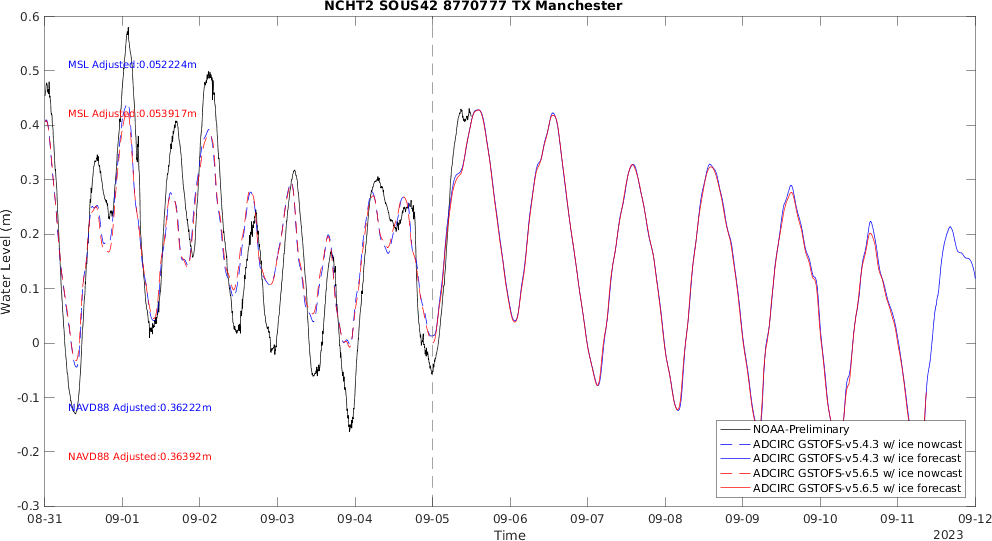 NCHT2 SOUS42 8770777 TX Manchester
0.6
0.5
0.4
0.3
0.2
0.1
0
-0.1
-0.2
-0.3
Water Level (m)
MSL Adjusted:0.052224m
MSL Adjusted:0.053917m
NAVD88 Adjusted:0.36222m
NAVD88 Adjusted:0.36392m
NOAA-Preliminary
ADCIRC GSTOFS-v5.4.3 w/ ice nowcast
ADCIRC GSTOFS-v5.4.3 w/ ice forecast
ADCIRC GSTOFS-v5.6.5 w/ ice nowcast
ADCIRC GSTOFS-v5.6.5 w/ ice forecast
08-31 09-01 09-02 09-03 09-04 09-05 09-06 09-07 09-08 09-09 09-10 09-11 09-12
Time
2023